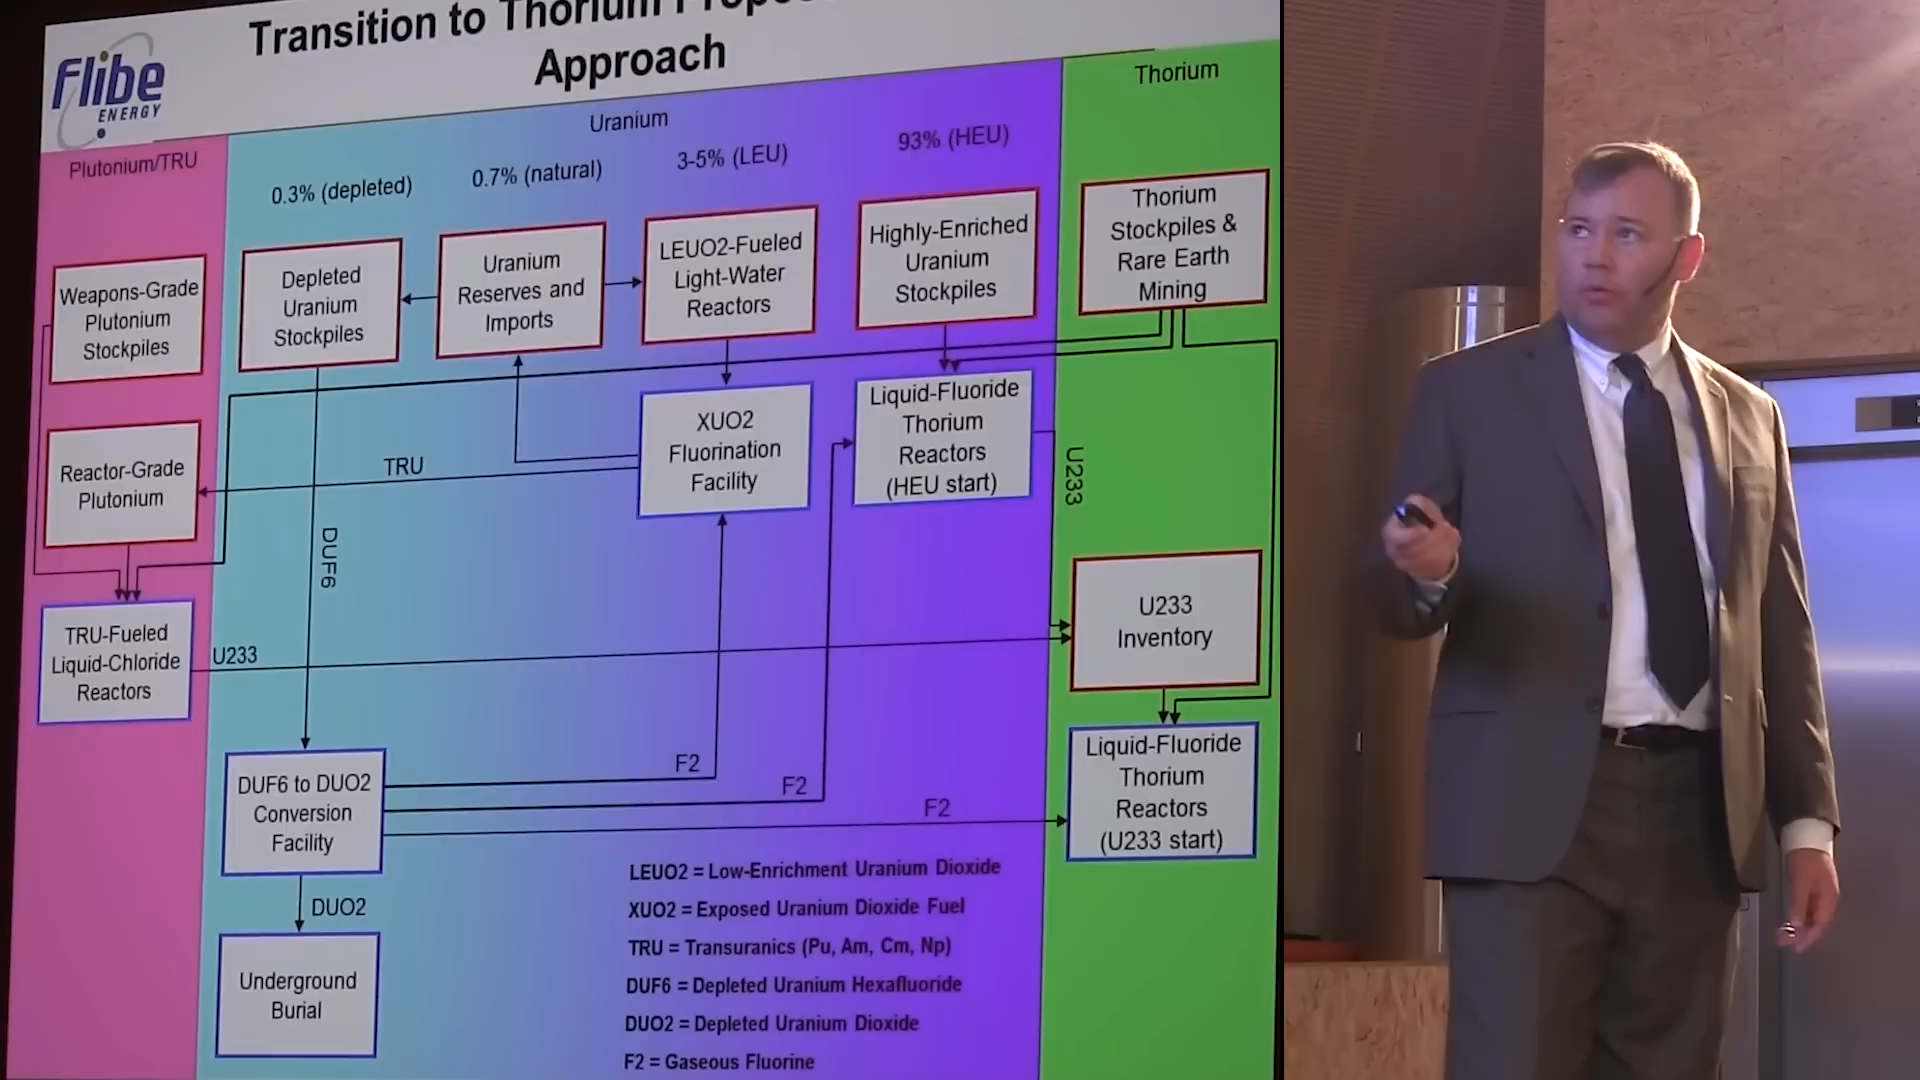 Transition to Thorium
Approach
Flibe
ENERGY
Plutonium/TRU
Uranium
Thorium
0.3% (depleted)
0.7% (natural)
3-5% (LEU)
93% (HEU)
Weapons-Grade
Plutonium
Stockpiles
Depleted
Uranium
Stockpiles
Uranium
Reserves and
Imports
LEUO2-Fueled
Light-Water
Reactors
Highly-Enriched
Uranium
Stockpiles
Thorium
Stockpiles &
Rare Earth
Mining
Reactor-Grade
Plutonium
TRU
XUO2
Fluorination
Facility
Liquid-Fluoride
Thorium
Reactors
(HEU start)
U233
DUF6
TRU-Fueled
Liquid-Chloride
Reactors
U233
U233
Inventory
DUF6 to DUO2
Conversion
Facility
F2
F2
F2
Liquid-Fluoride
Thorium
Reactors
(U233 start)
DUO2
Underground
Burial
LEUO2 = Low-Enrichment Uranium Dioxide
XUO2 = Exposed Uranium Dioxide Fuel
TRU = Transuranics (Pu, Am, Cm, Np)
DUF6 = Depleted Uranium Hexafluoride
DUO2 = Depleted Uranium Dioxide
F2 = Gaseous Fluorine